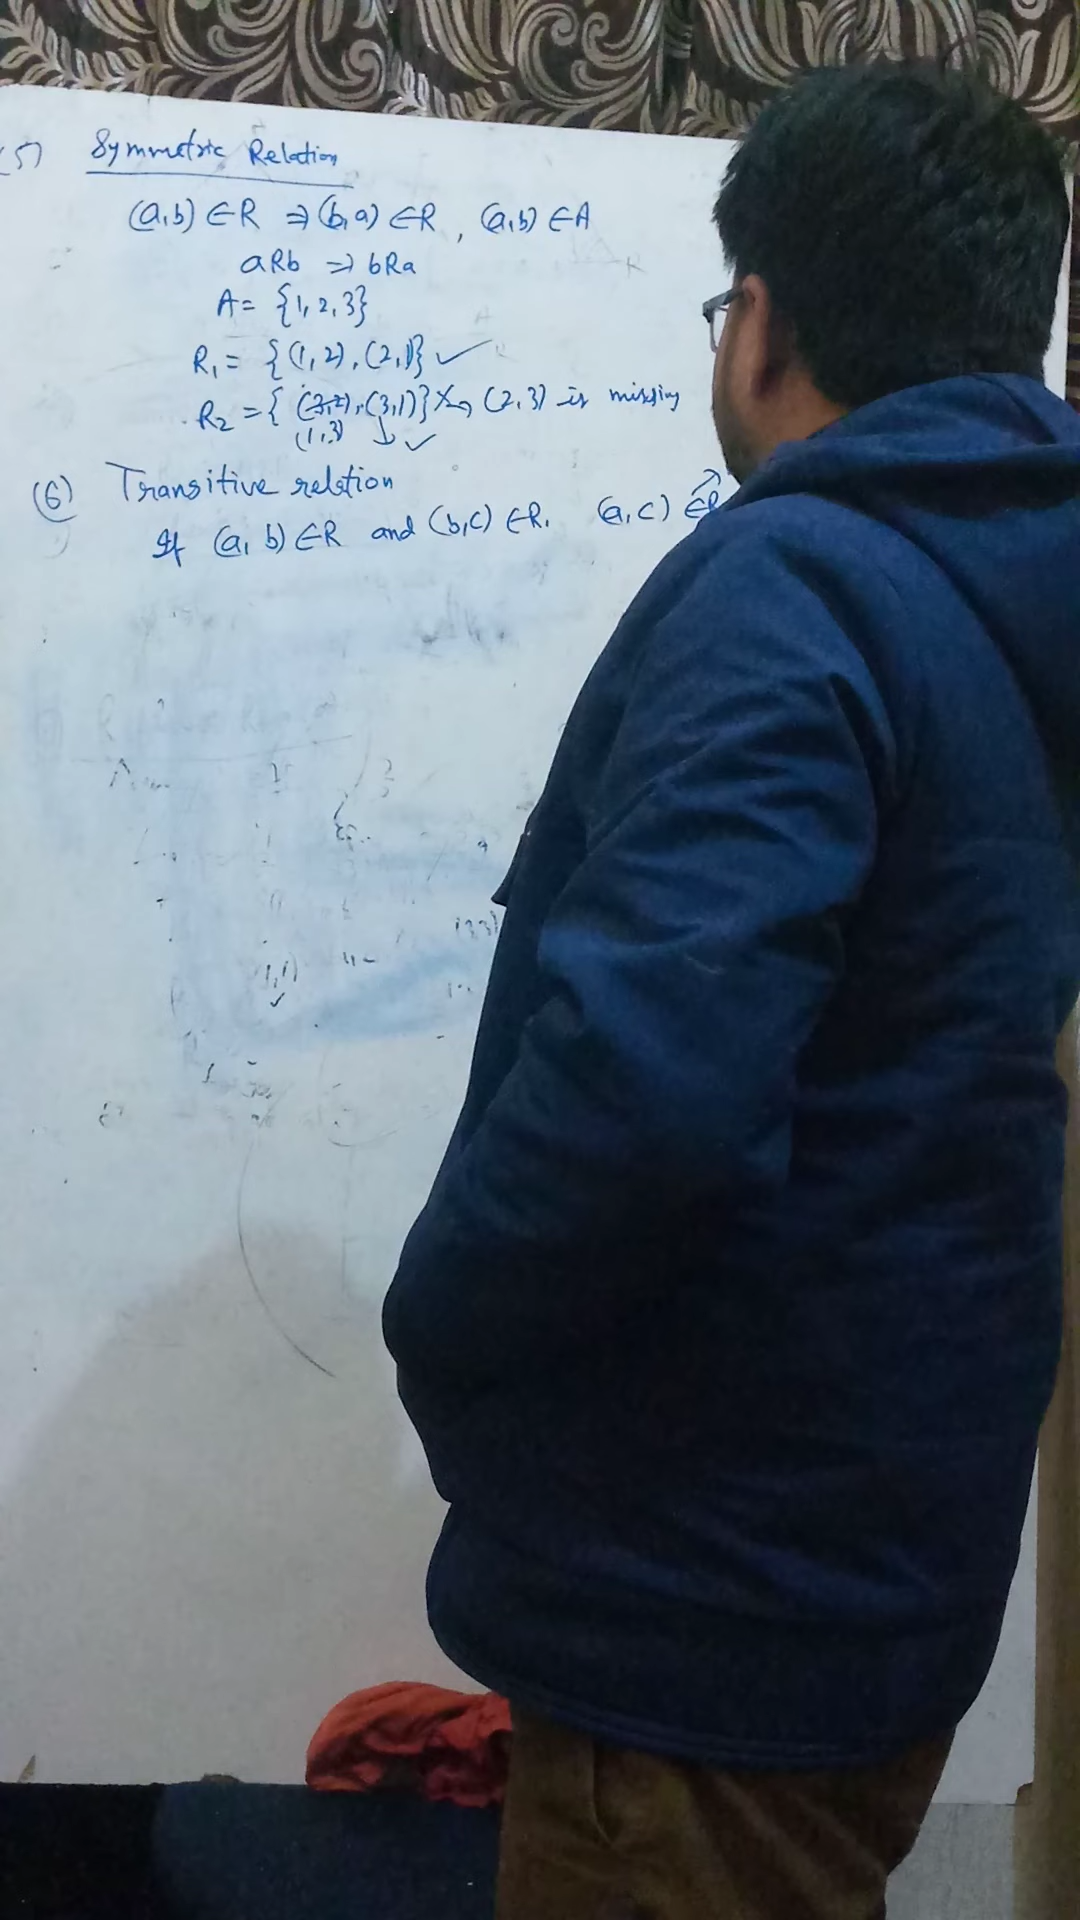 (5) Symmetric Relation
(a,b) ∈ R ⇒ (b,a) ∈ R, (a,b) ∈ A
aRb ⇒ bRa
A = {1, 2, 3}
R₁ = {(1, 2), (2,1)} ✓
R₂ = { (3,2), (3,1)} X → (2,3) is missing
(1,3) ↓ ✓
(6) Transitive relation
If (a, b) ∈ R and (b,c) ∈ R, (a,c) ∈ R